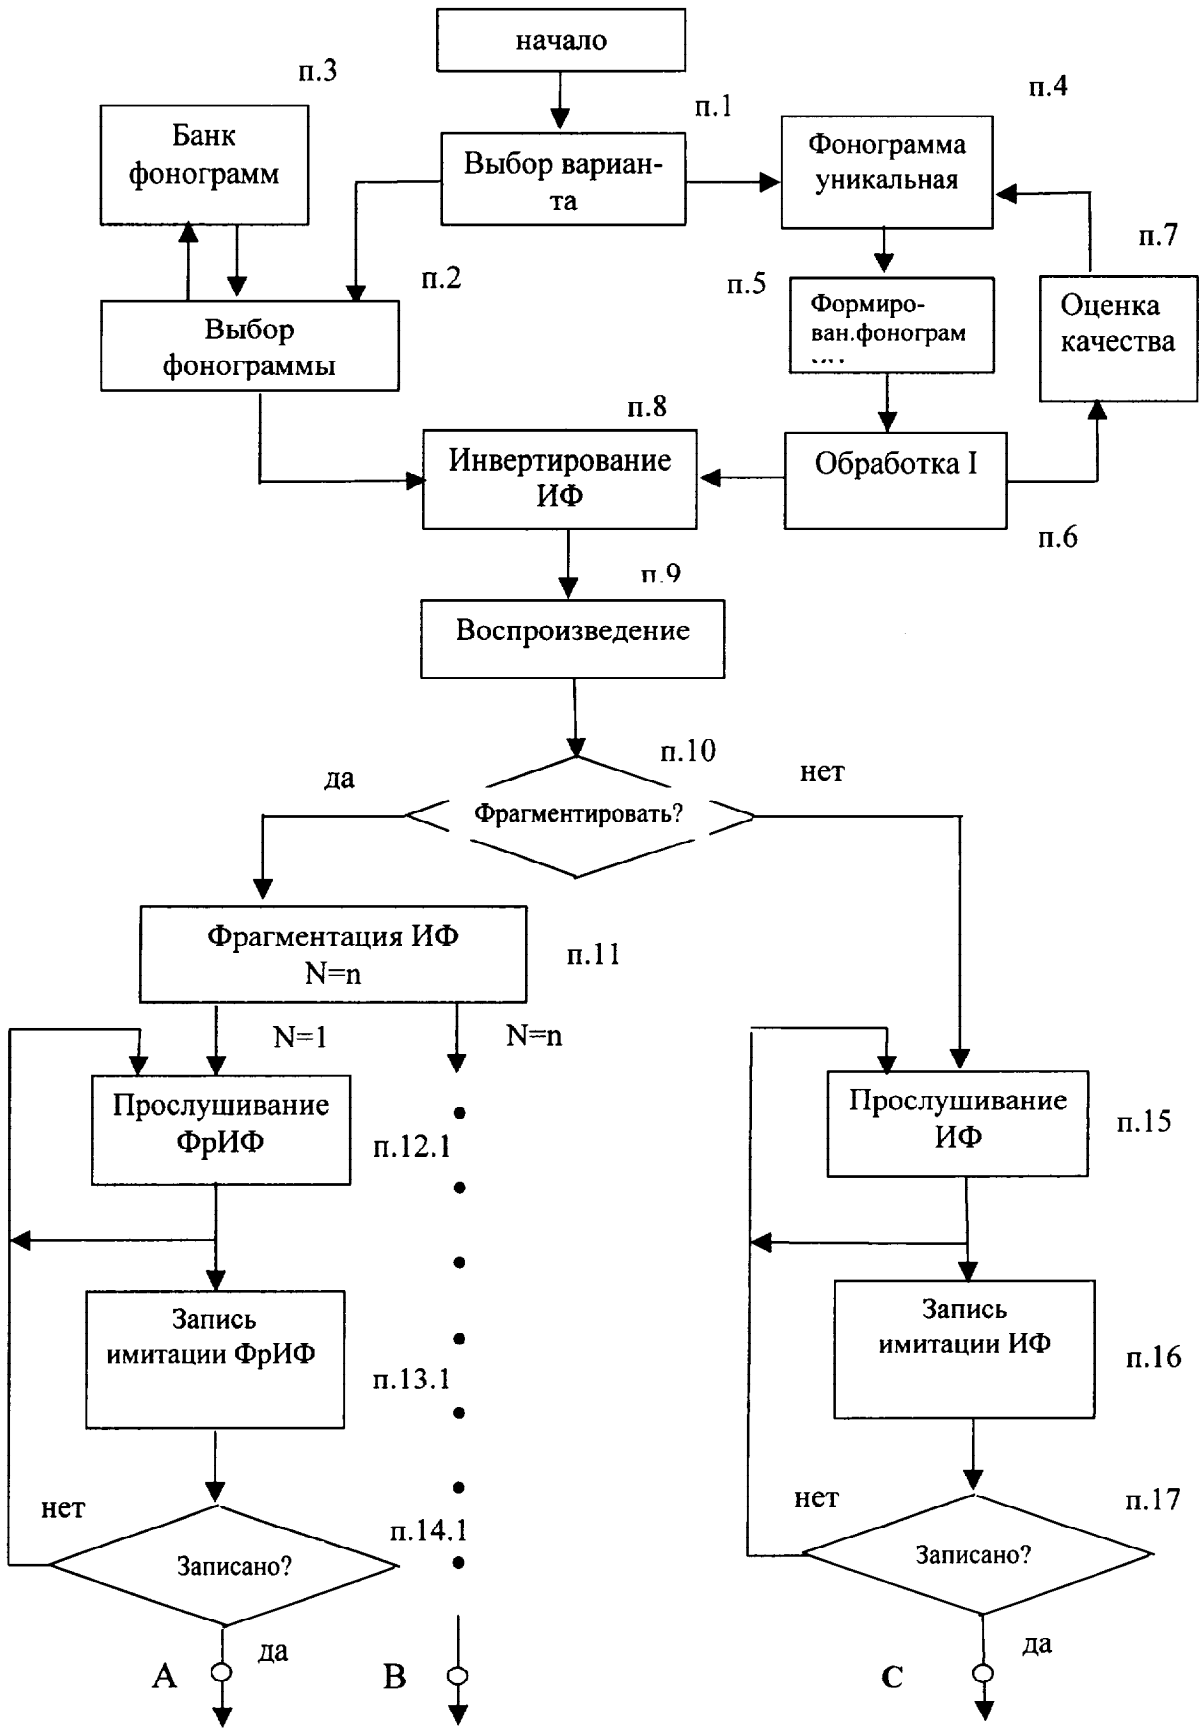 начало
п.3
п.4
п.1
Банк
фонограмм
Выбор вариан-
та
Фонограмма
уникальная
п.7
п.2
п.5
Выбор
фонограммы
Формиро-
ван.фонограм
Оценка
качества
п.8
Инвертирование
ИФ
Обработка I
п.6
п.9
Воспроизведение
п.10
да
нет
Фрагментировать?
Фрагментация ИФ
N=n
п.11
N=1
N=n
Прослушивание
ФрИФ
п.12.1
Прослушивание
ИФ
п.15
Запись
имитации ФрИФ
п.13.1
Запись
имитации ИФ
п.16
нет
п.14.1
Записано?
нет
п.17
Записано?
да
A
B
C
да